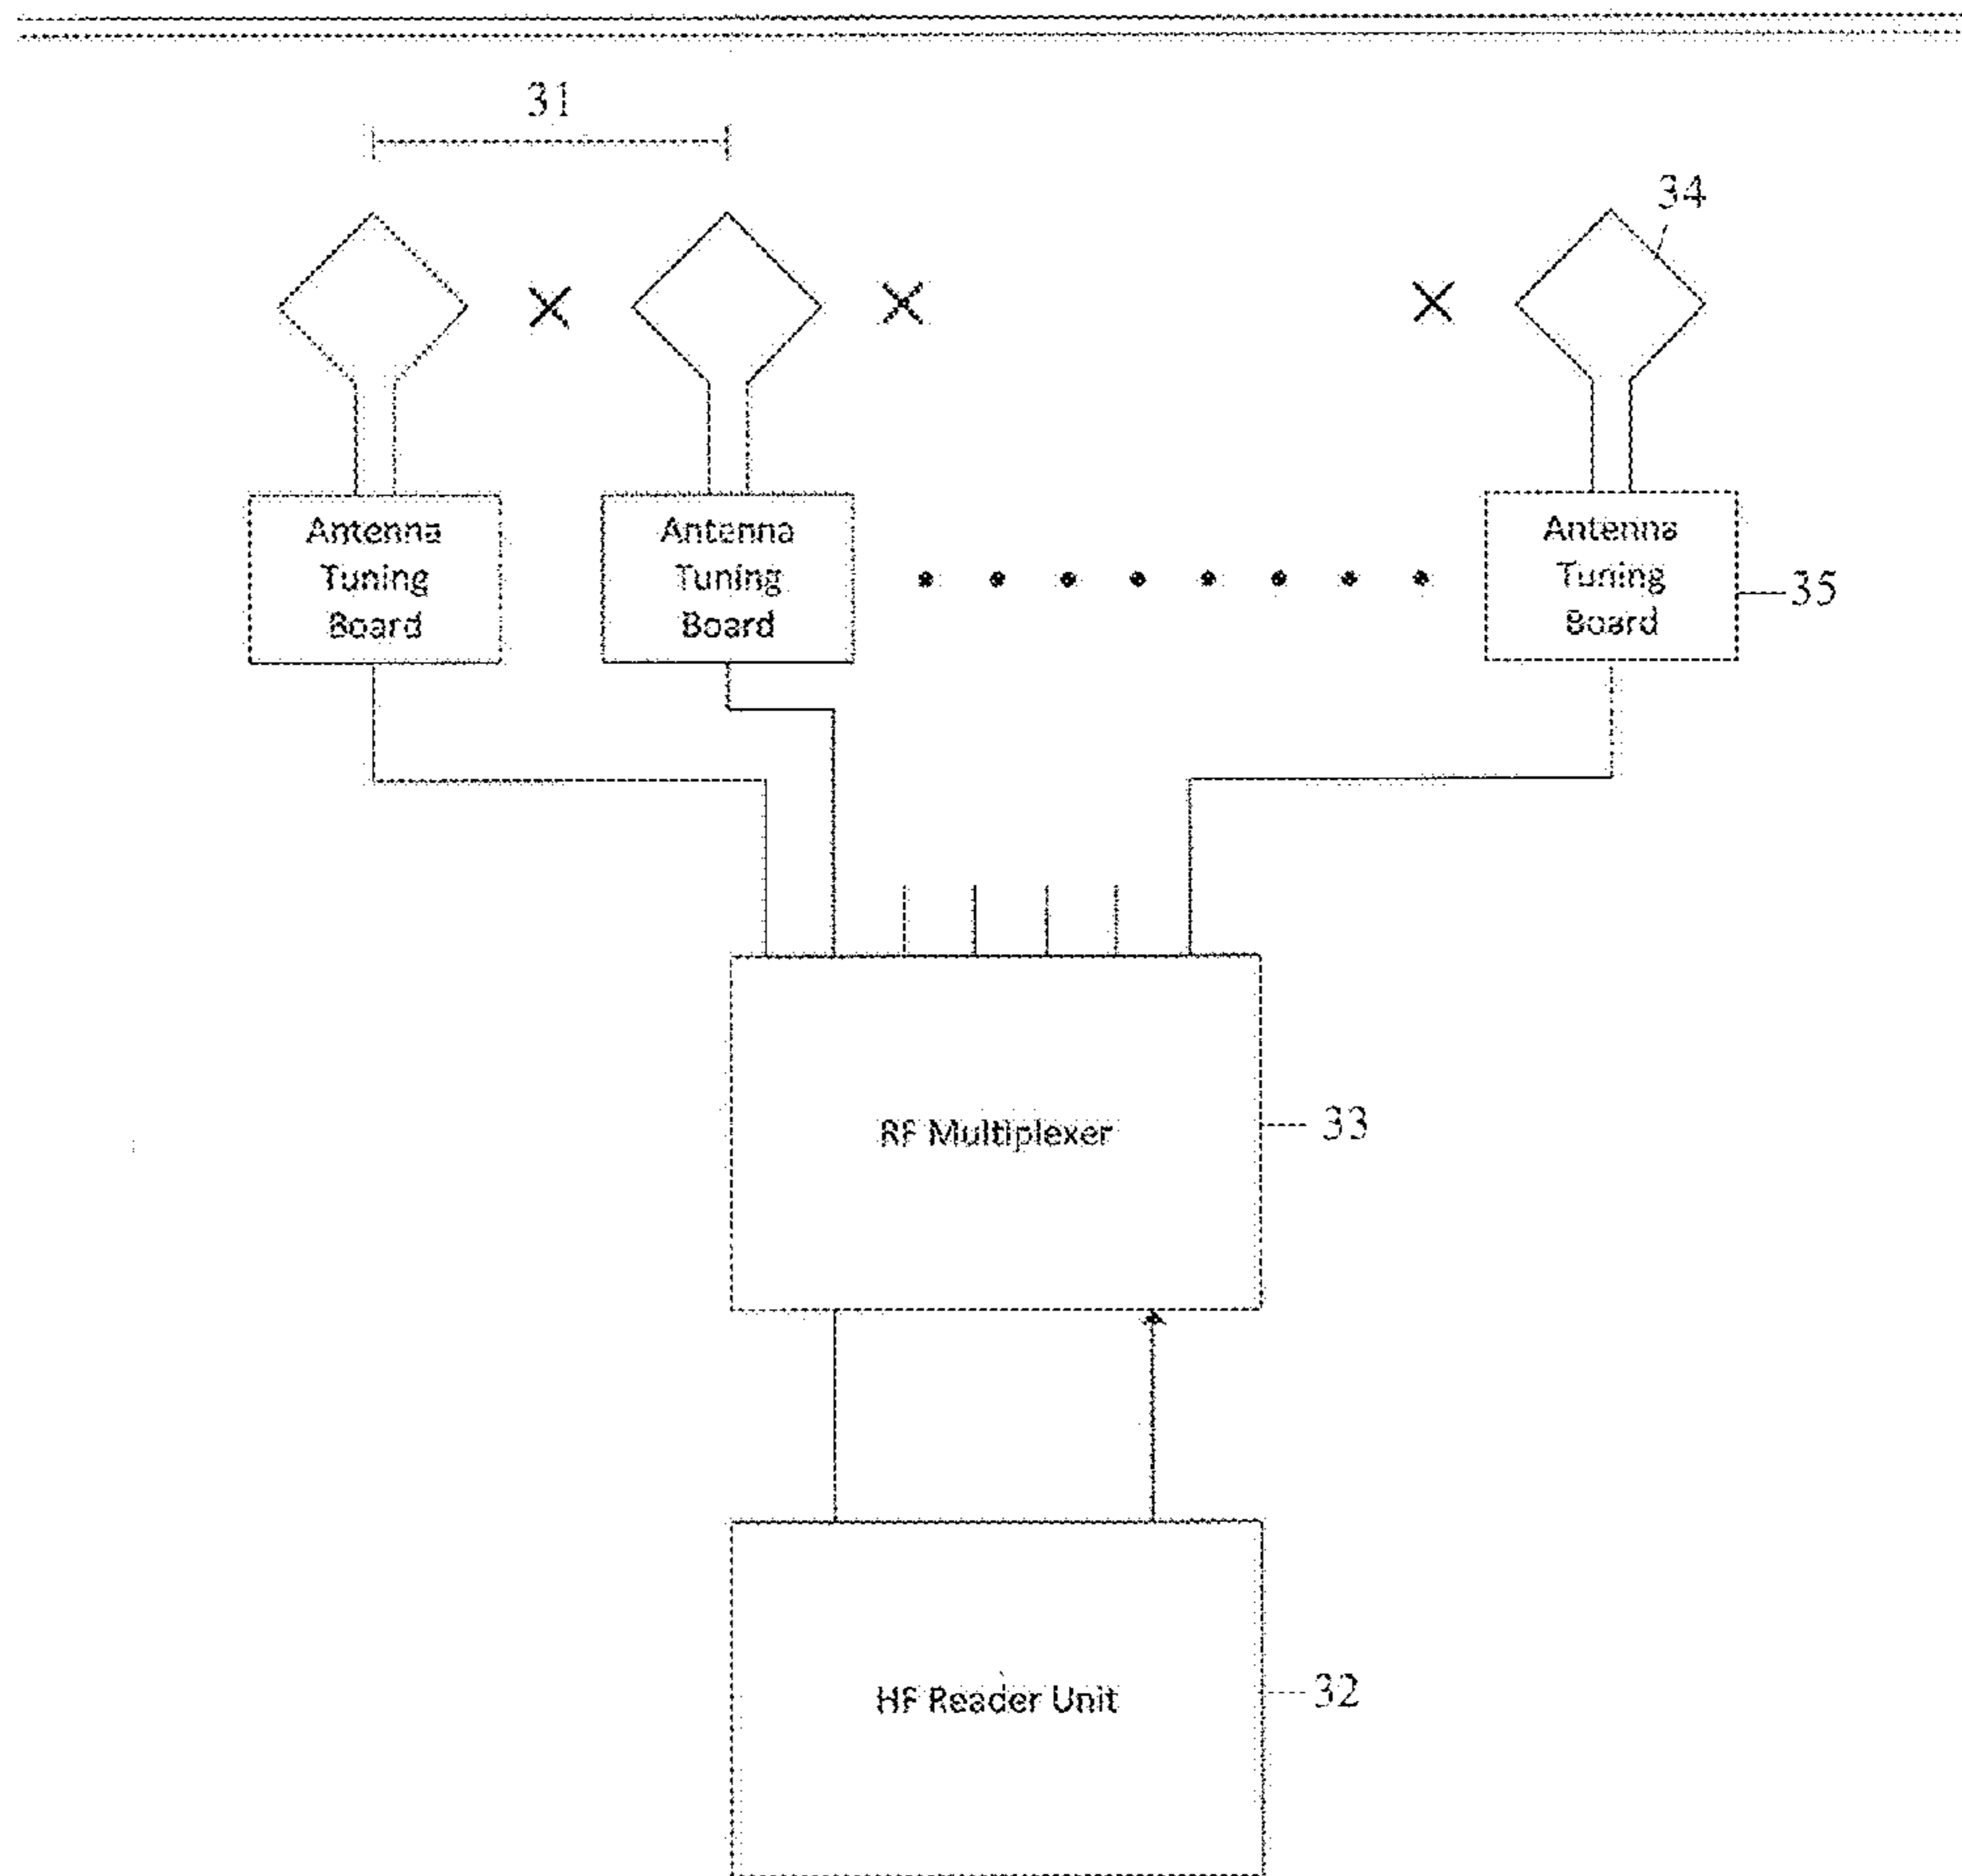 31
34
Antenna
Tuning
Board
Antenna
Tuning
Board
Antenna
Tuning
Board
35
RF Multiplexer
33
HF Reader Unit
32